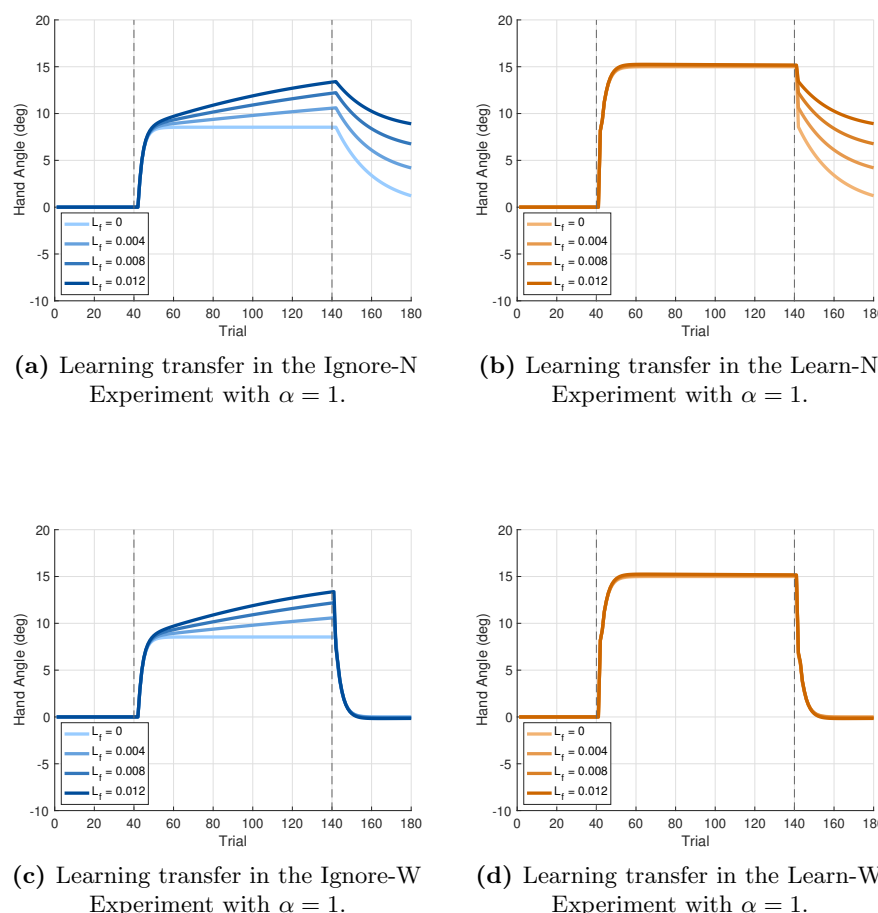 20
15
10
5
0
-5
-10
Hand Angle (deg)
L_f = 0
L_f = 0.004
L_f = 0.008
L_f = 0.012
0 20 40 60 80 100 120 140 160 180
Trial
(a) Learning transfer in the Ignore-N
Experiment with α = 1.
20
15
10
5
0
-5
-10
Hand Angle (deg)
L_f = 0
L_f = 0.004
L_f = 0.008
L_f = 0.012
0 20 40 60 80 100 120 140 160 180
Trial
(b) Learning transfer in the Learn-N
Experiment with α = 1.
20
15
10
5
0
-5
-10
Hand Angle (deg)
L_f = 0
L_f = 0.004
L_f = 0.008
L_f = 0.012
0 20 40 60 80 100 120 140 160 180
Trial
(c) Learning transfer in the Ignore-W
Experiment with α = 1.
20
15
10
5
0
-5
-10
Hand Angle (deg)
L_f = 0
L_f = 0.004
L_f = 0.008
L_f = 0.012
0 20 40 60 80 100 120 140 160 180
Trial
(d) Learning transfer in the Learn-W
Experiment with α = 1.